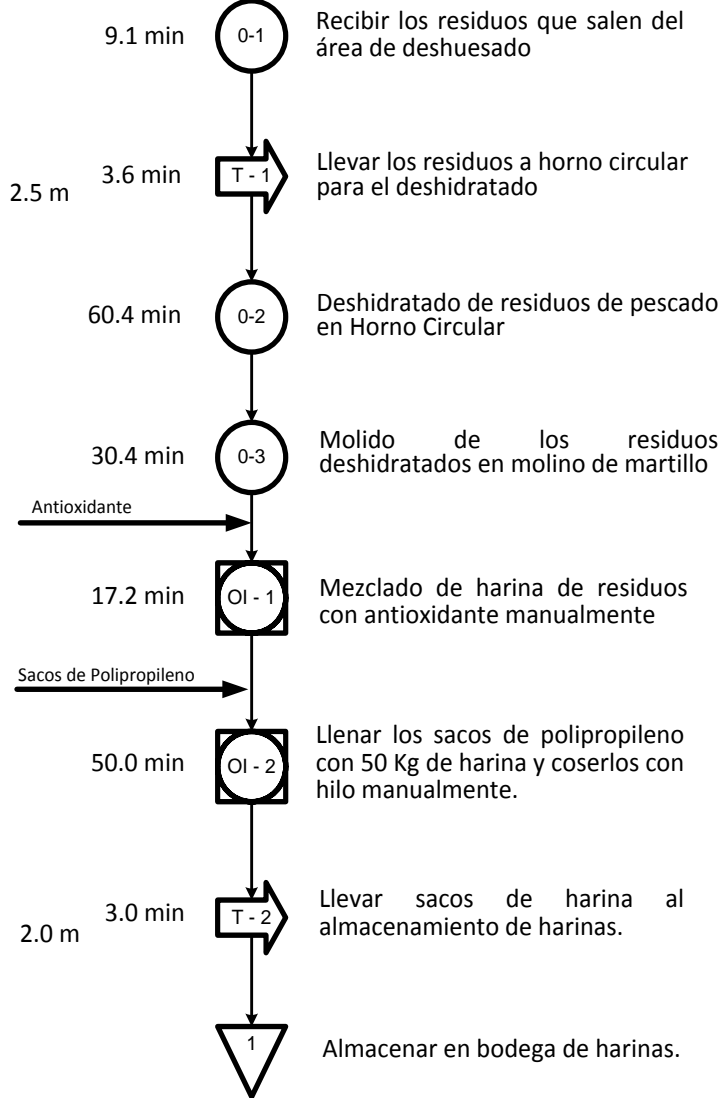 9.1 min
0-1
Recibir los residuos que salen del
área de deshuesado
2.5 m
3.6 min
T - 1
Llevar los residuos a horno circular
para el deshidratado
60.4 min
0-2
Deshidratado de residuos de pescado
en Horno Circular
30.4 min
0-3
Molido de los residuos
deshidratados en molino de martillo
Antioxidante
17.2 min
OI - 1
Mezclado de harina de residuos
con antioxidante manualmente
Sacos de Polipropileno
50.0 min
OI - 2
Llenar los sacos de polipropileno
con 50 Kg de harina y coserlos con
hilo manualmente.
2.0 m
3.0 min
T - 2
Llevar sacos de harina al
almacenamiento de harinas.
1
Almacenar en bodega de harinas.